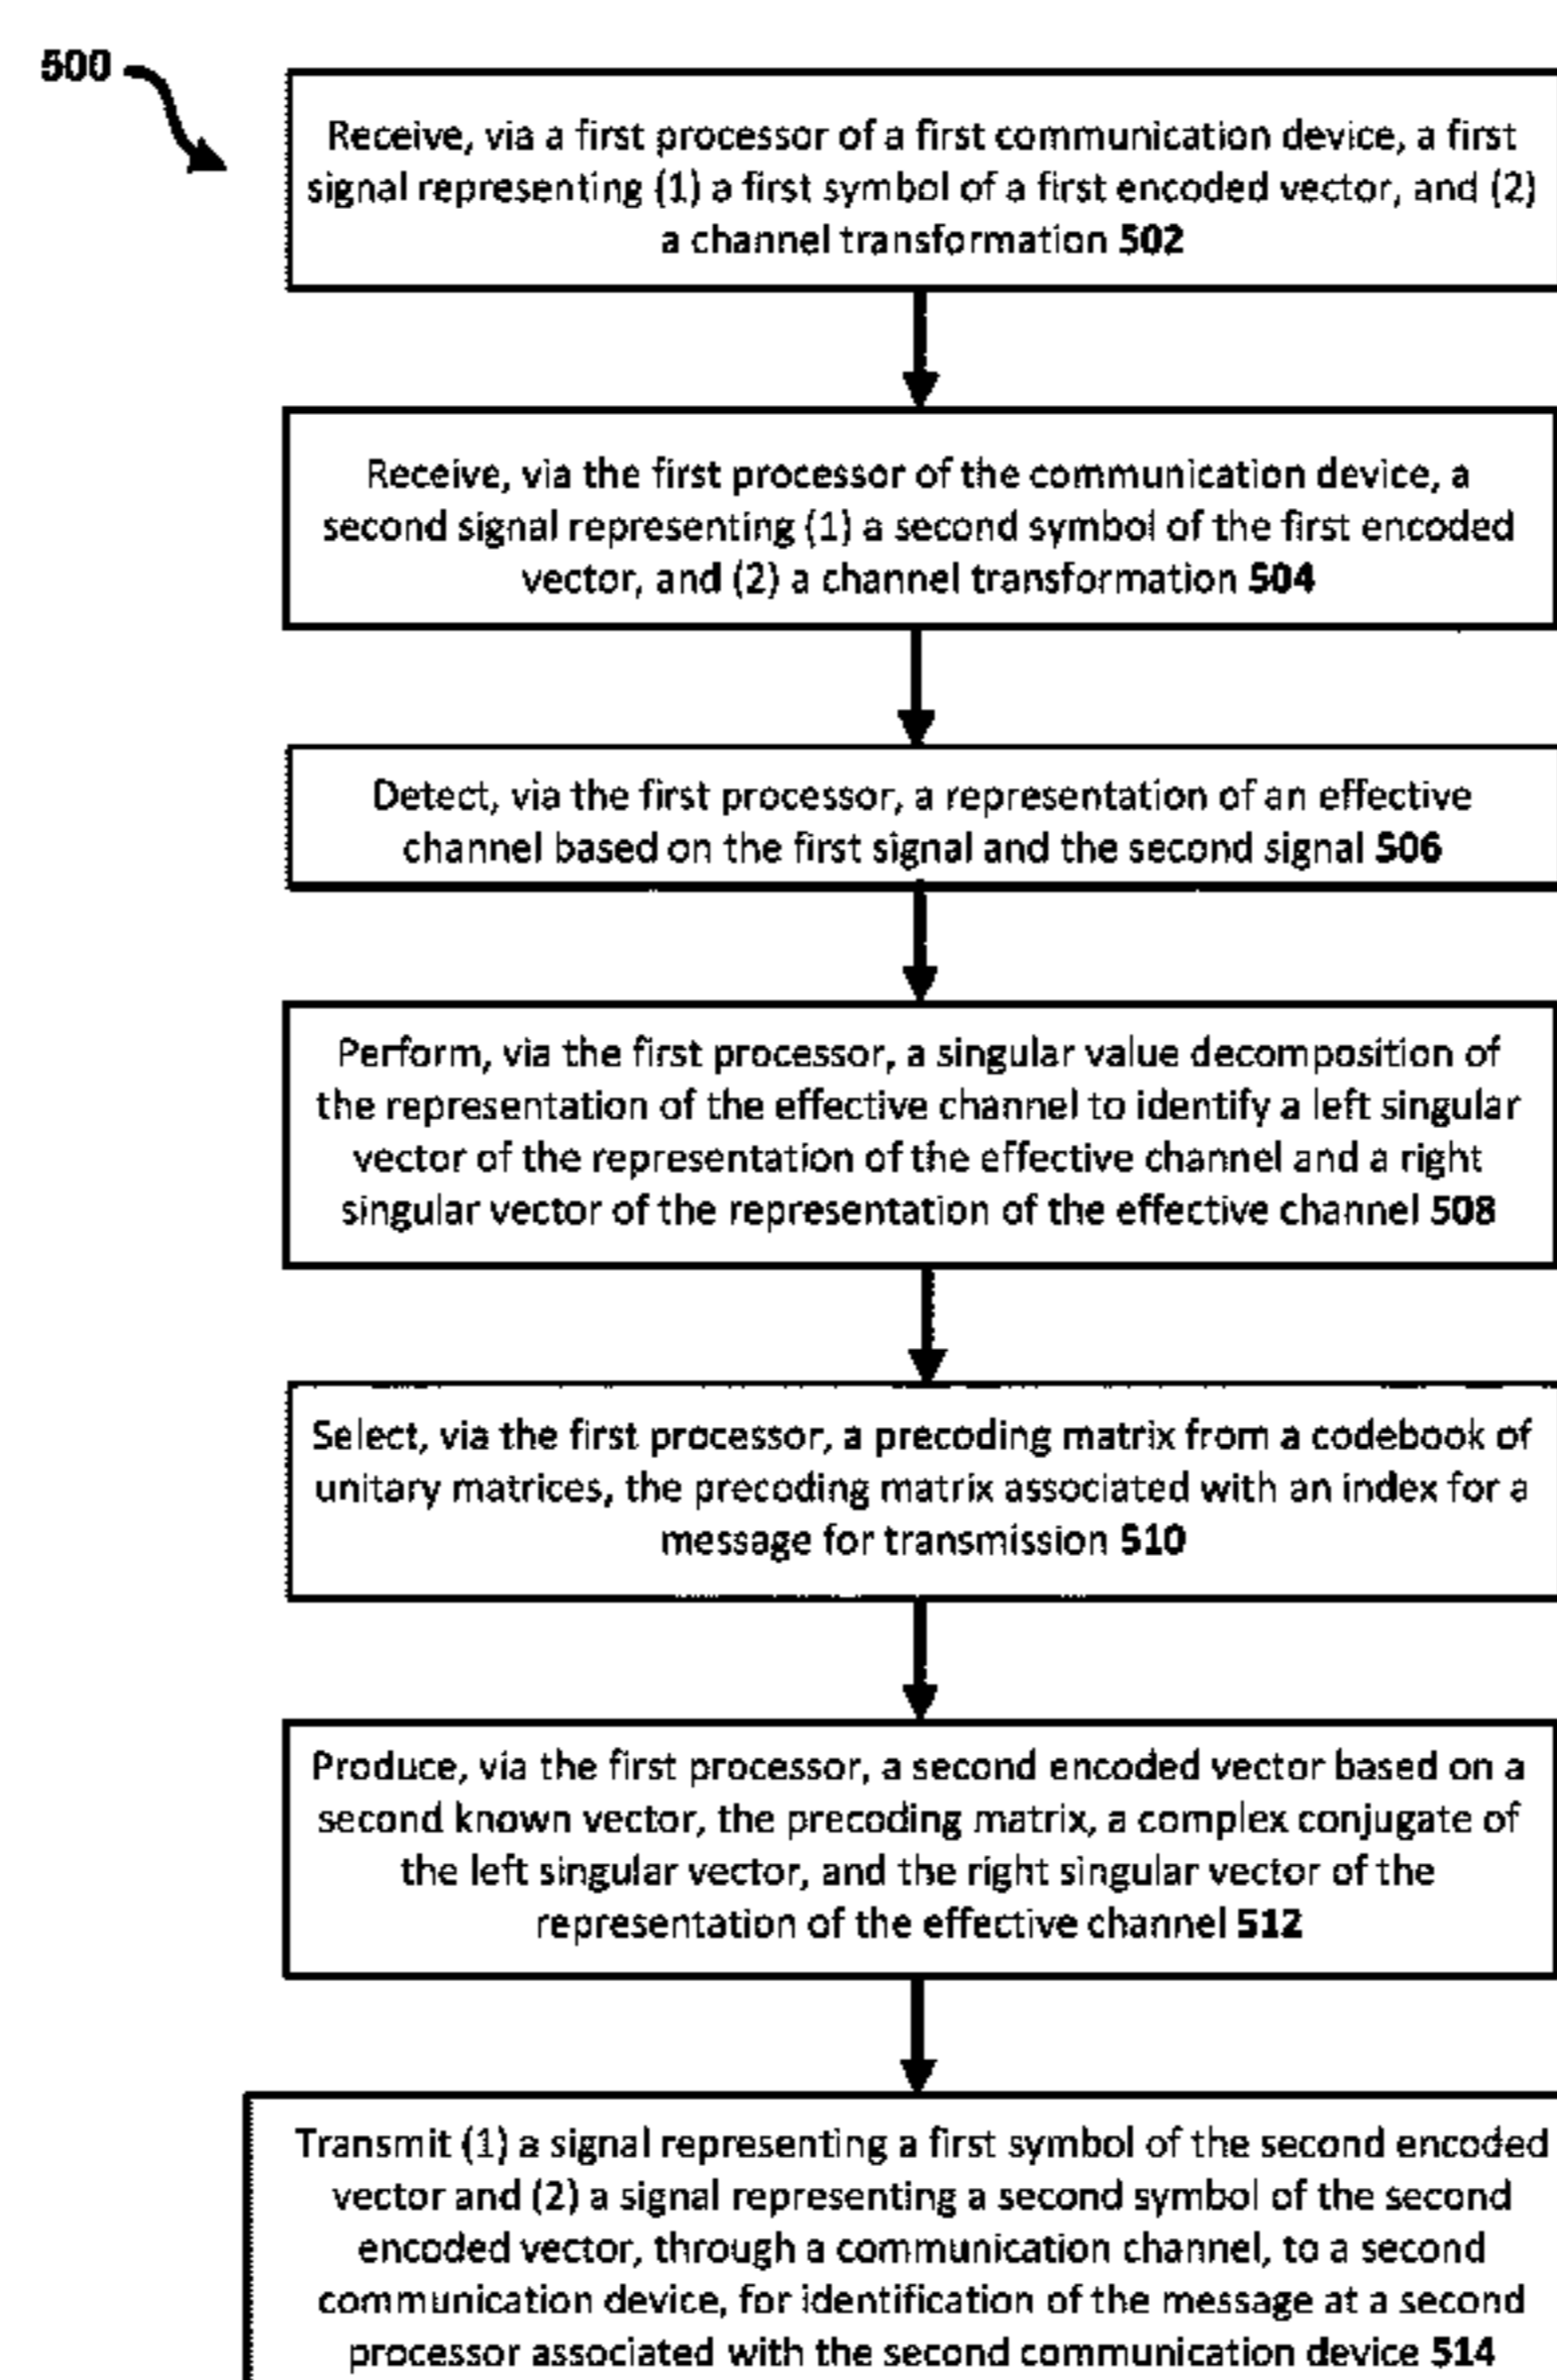 500
Receive, via a first processor of a first communication device, a first
signal representing (1) a first symbol of a first encoded vector, and (2)
a channel transformation 502
Receive, via the first processor of the communication device, a
second signal representing (1) a second symbol of the first encoded
vector, and (2) a channel transformation 504
Detect, via the first processor, a representation of an effective
channel based on the first signal and the second signal 506
Perform, via the first processor, a singular value decomposition of
the representation of the effective channel to identify a left singular
vector of the representation of the effective channel and a right
singular vector of the representation of the effective channel 508
Select, via the first processor, a precoding matrix from a codebook of
unitary matrices, the precoding matrix associated with an index for a
message for transmission 510
Produce, via the first processor, a second encoded vector based on a
second known vector, the precoding matrix, a complex conjugate of
the left singular vector, and the right singular vector of the
representation of the effective channel 512
Transmit (1) a signal representing a first symbol of the second encoded
vector and (2) a signal representing a second symbol of the second
encoded vector, through a communication channel, to a second
communication device, for identification of the message at a second
processor associated with the second communication device 514